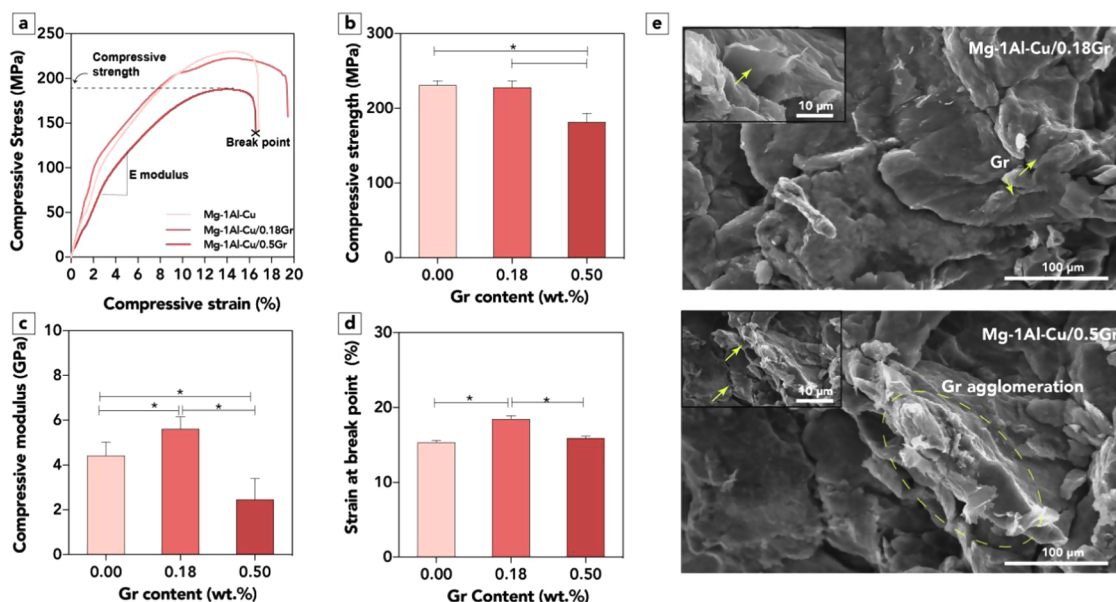 a
250
200
150
100
50
0
Compressive Stress (MPa)
Compressive
strength
Break point
E modulus
Mg-1Al-Cu
Mg-1Al-Cu/0.18Gr
Mg-1Al-Cu/0.5Gr
0 2 4 6 8 10 12 14 16 18 20
Compressive strain (%)
b
300
200
100
0
Compressive strength (MPa)
*
0.00 0.18 0.50
Gr content (wt.%)
c
10
8
6
4
2
0
Compressive modulus (GPa)
*
* *
0.00 0.18 0.50
Gr content (wt.%)
d
30
20
10
0
Strain at break point (%)
* *
0.00 0.18 0.50
Gr Content (wt.%)
e
Mg-1Al-Cu/0.18Gr
10 µm
Gr
100 µm
Mg-1Al-Cu/0.5Gr
10 µm
Gr agglomeration
100 µm